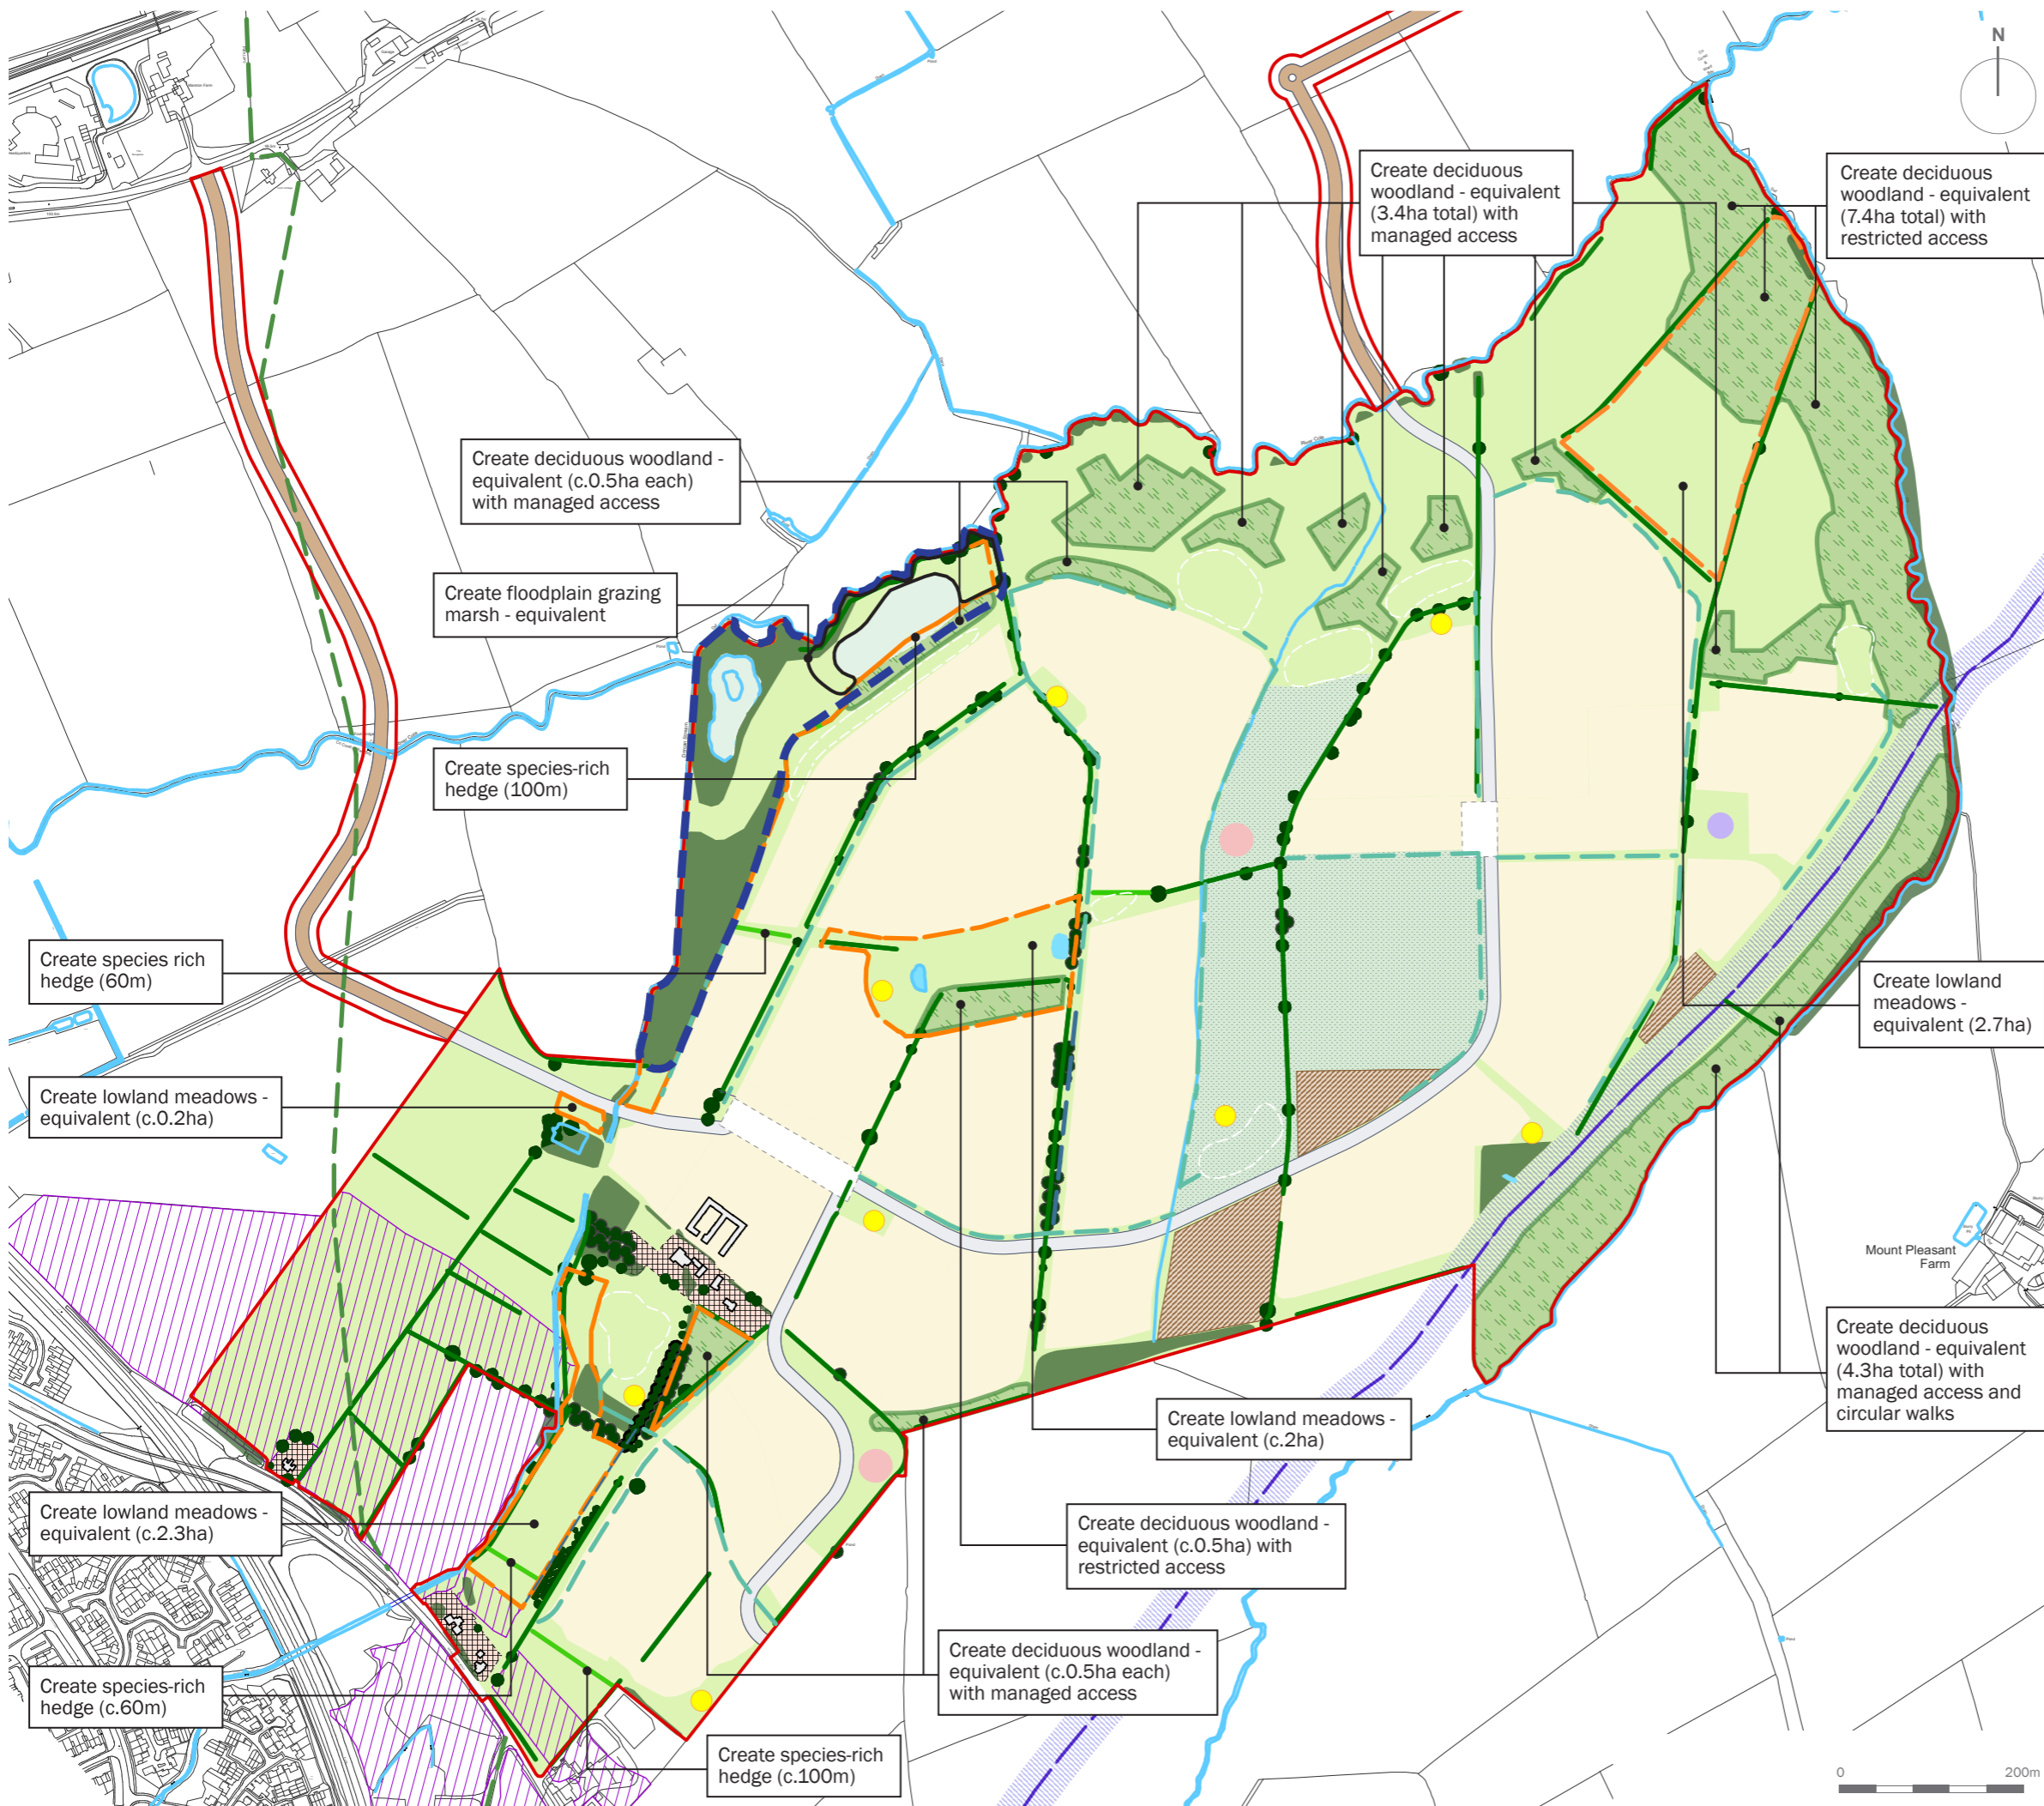 N
Create deciduous
woodland - equivalent
(3.4ha total) with
managed access
Create deciduous
woodland - equivalent
(7.4ha total) with
restricted access
Create deciduous woodland -
equivalent (c.0.5ha each)
with managed access
Create floodplain grazing
marsh - equivalent
Create species-rich
hedge (100m)
Create species rich
hedge (60m)
Create lowland
meadows -
equivalent (2.7ha)
Create lowland meadows -
equivalent (c.0.2ha)
Mount Pleasant
Farm
Create deciduous
woodland - equivalent
(4.3ha total) with
managed access and
circular walks
Create lowland meadows -
equivalent (c.2ha)
Create lowland meadows -
equivalent (c.2.3ha)
Create deciduous woodland -
equivalent (c.0.5ha) with
restricted access
Create deciduous woodland -
equivalent (c.0.5ha each)
with managed access
Create species-rich
hedge (c.60m)
Create species-rich
hedge (c.100m)
0 200m